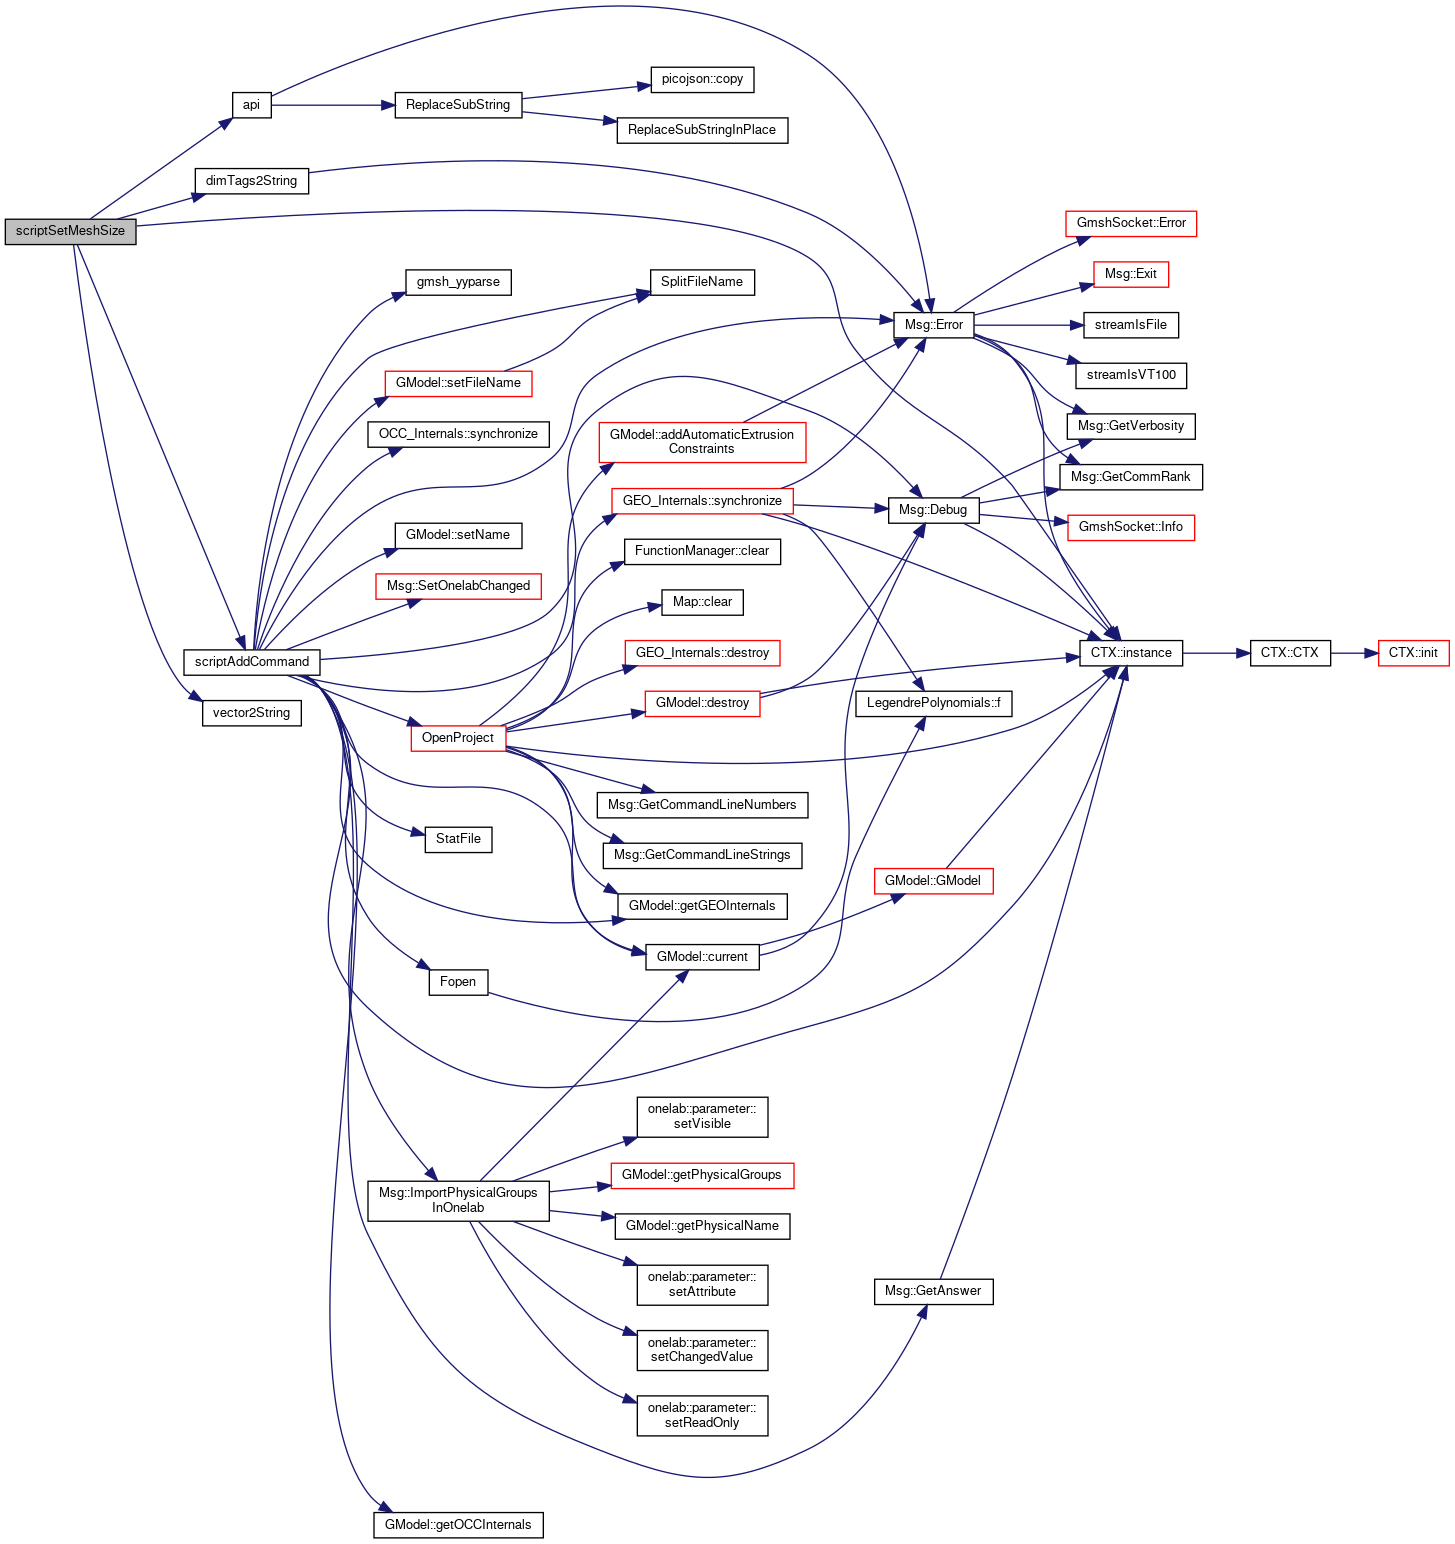 picojson::copy
api
ReplaceSubString
ReplaceSubStringInPlace
dimTags2String
scriptSetMeshSize
GmshSocket::Error
gmsh_yyparse
SplitFileName
Msg::Exit
Msg::Error
streamIsFile
GModel::setFileName
streamIsVT100
OCC_Internals::synchronize
GModel::addAutomaticExtrusion
Constraints
Msg::GetVerbosity
Msg::GetCommRank
GEO_Internals::synchronize
Msg::Debug
GmshSocket::Info
GModel::setName
FunctionManager::clear
Msg::SetOnelabChanged
Map::clear
scriptAddCommand
GEO_Internals::destroy
CTX::instance
CTX::CTX
CTX::init
vector2String
GModel::destroy
LegendrePolynomials::f
OpenProject
Msg::GetCommandLineNumbers
StatFile
Msg::GetCommandLineStrings
GModel::GModel
GModel::getGEOInternals
GModel::current
Fopen
onelab::parameter::
setVisible
GModel::getPhysicalGroups
Msg::ImportPhysicalGroups
InOnelab
GModel::getPhysicalName
onelab::parameter::
setAttribute
Msg::GetAnswer
onelab::parameter::
setChangedValue
onelab::parameter::
setReadOnly
GModel::getOCCInternals